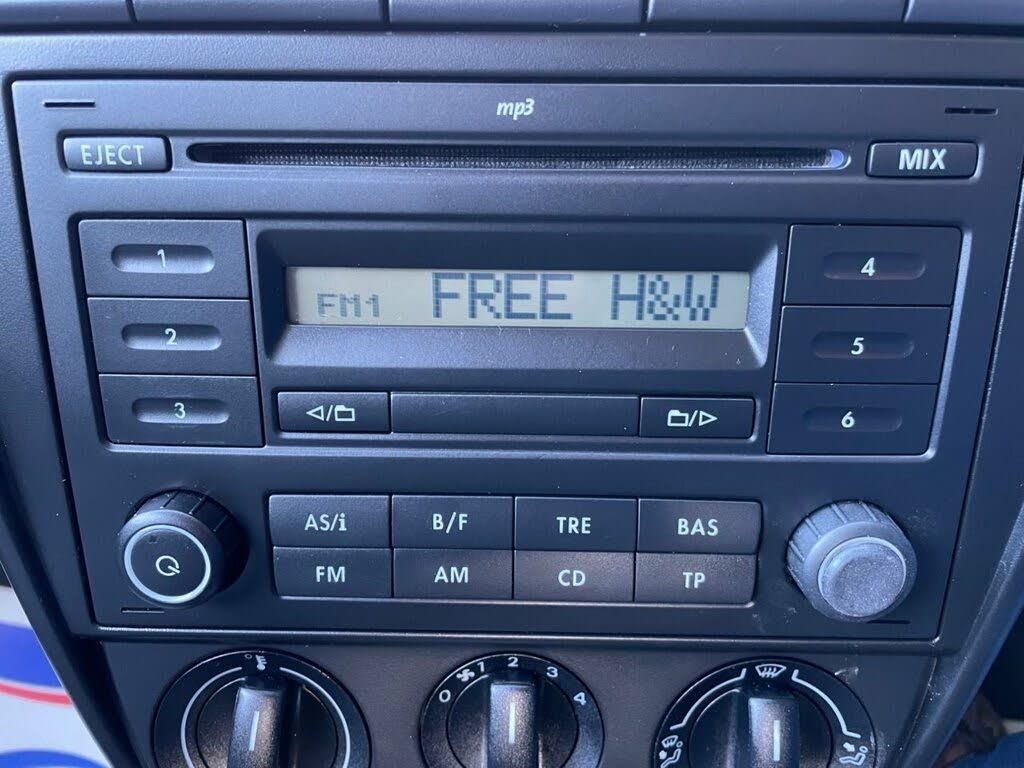 mp3
EJECT
MIX
1
4
FM1 FREE H&W
2
5
3
6
AS/i B/F TRE BAS
FM AM CD TP
0 1 2 3 4